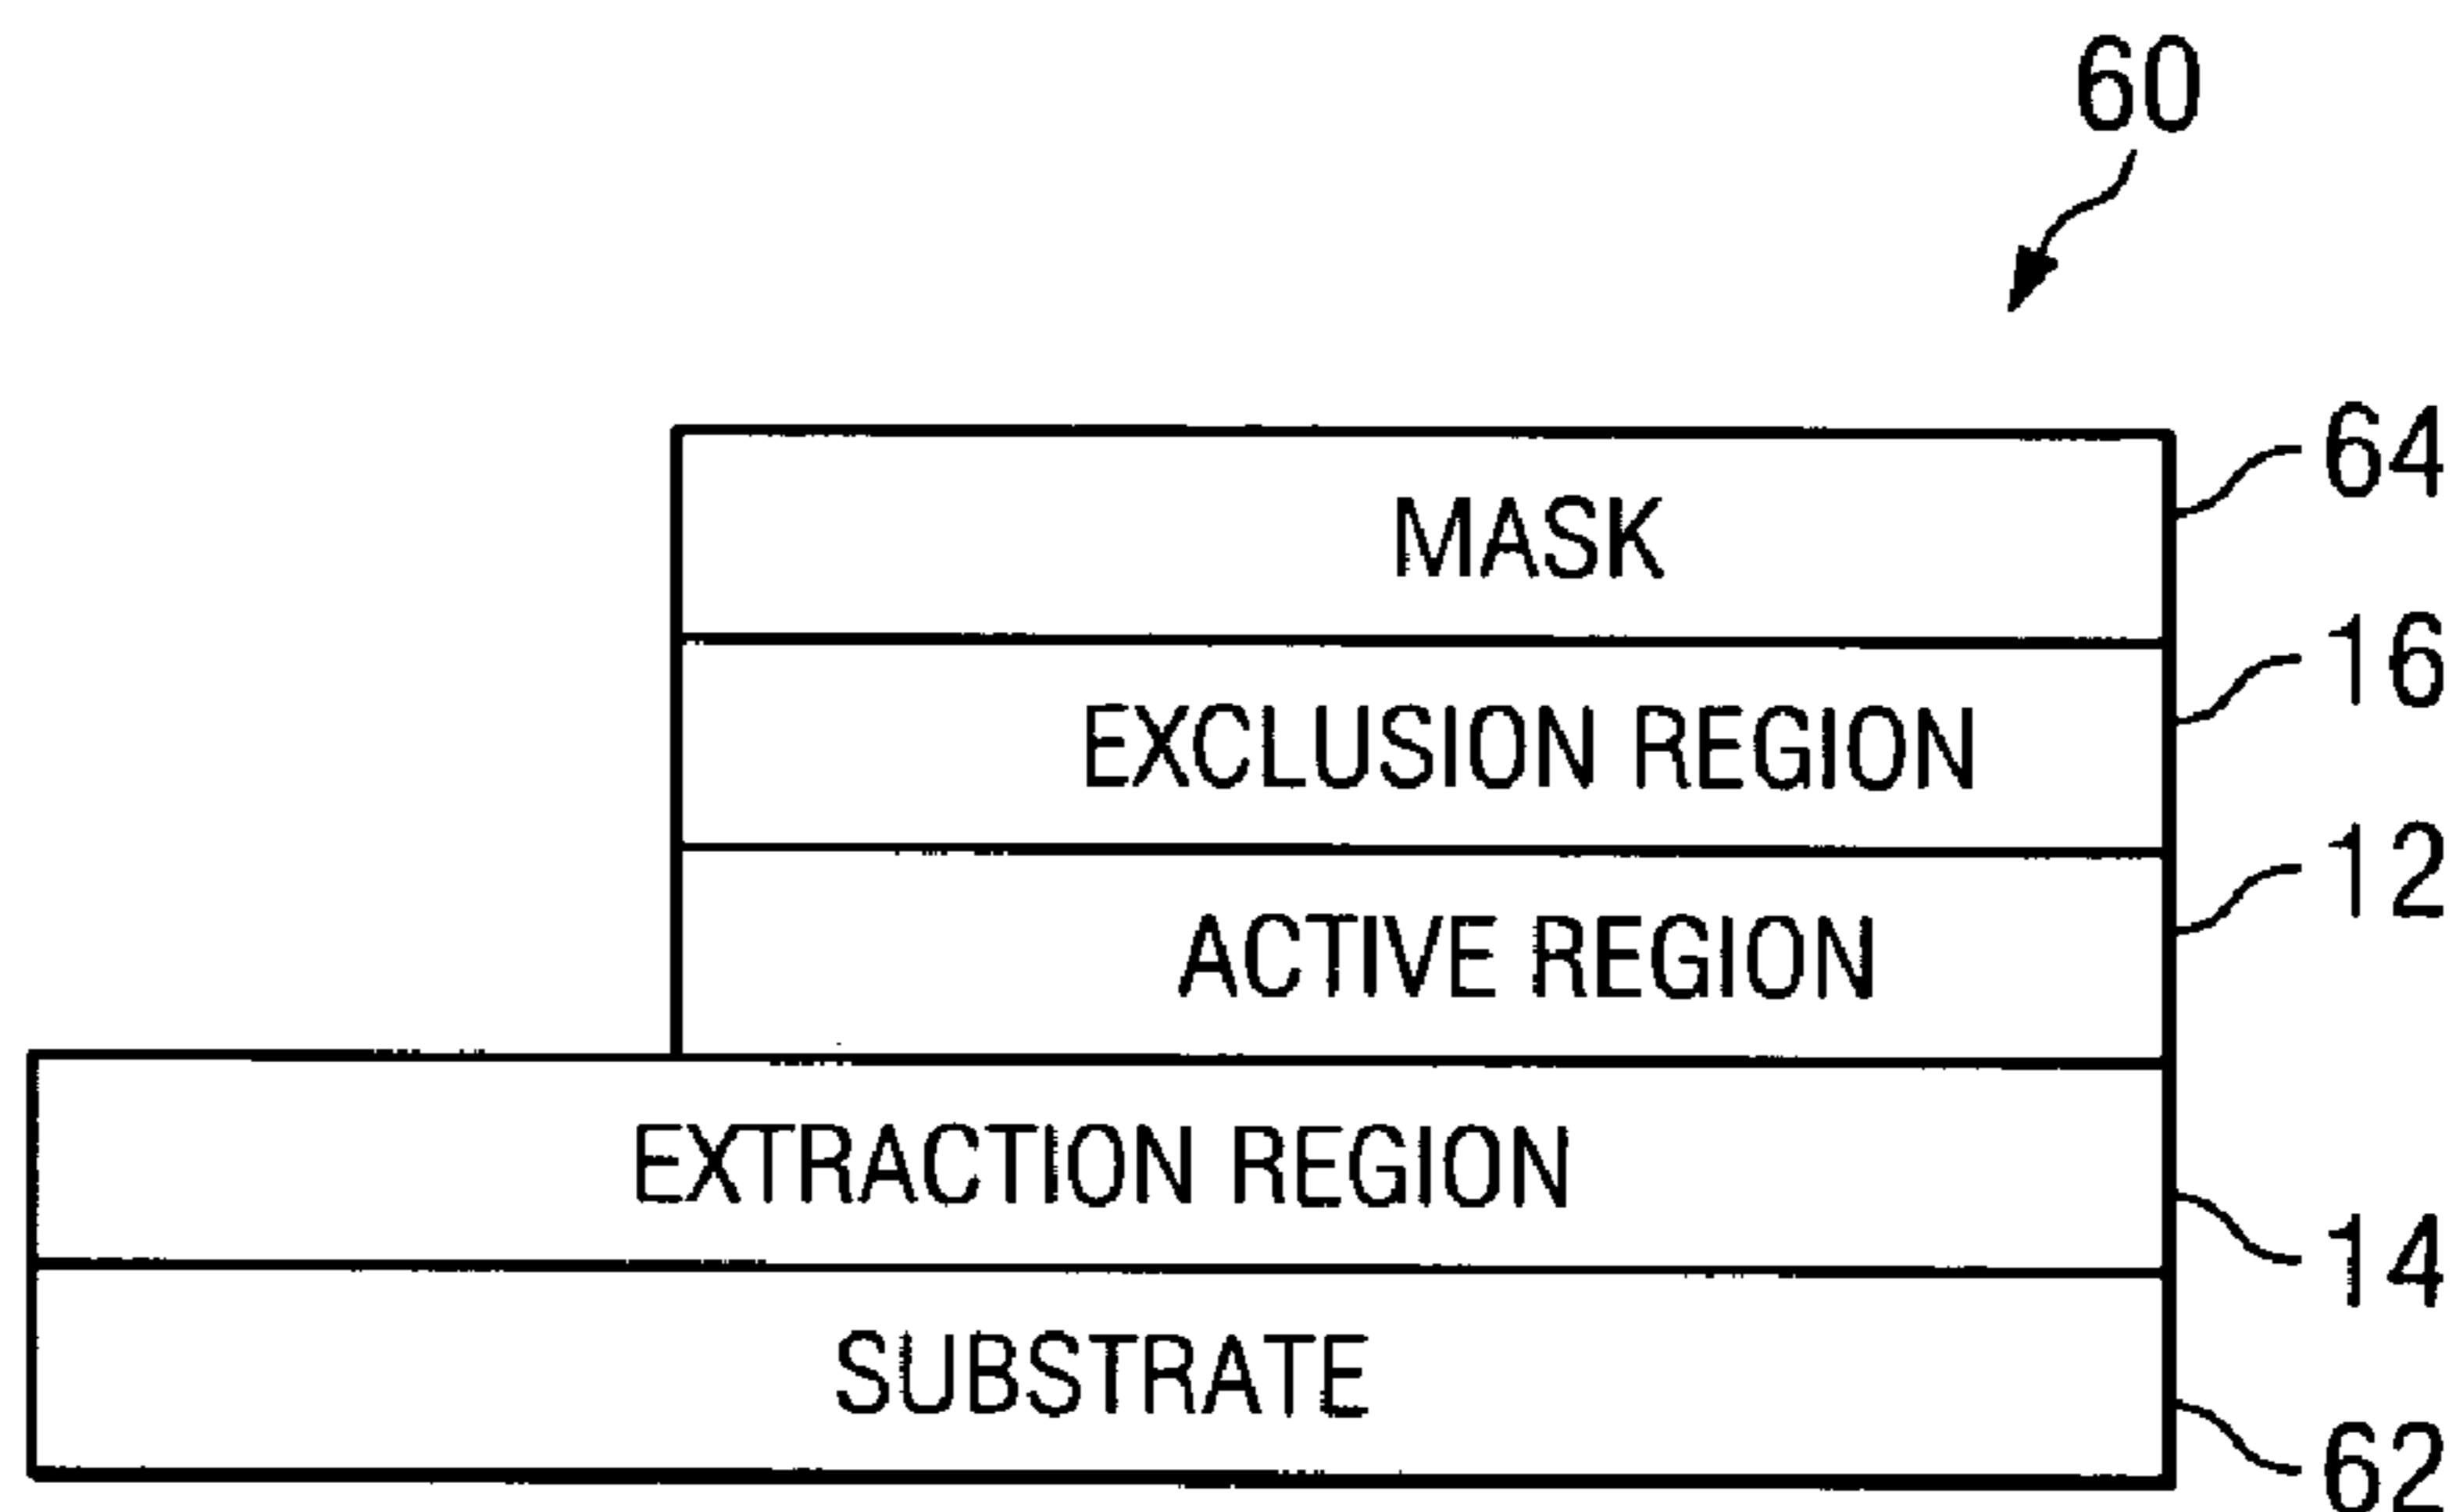 60
MASK
64
EXCLUSION REGION
16
ACTIVE REGION
12
EXTRACTION REGION
14
SUBSTRATE
62